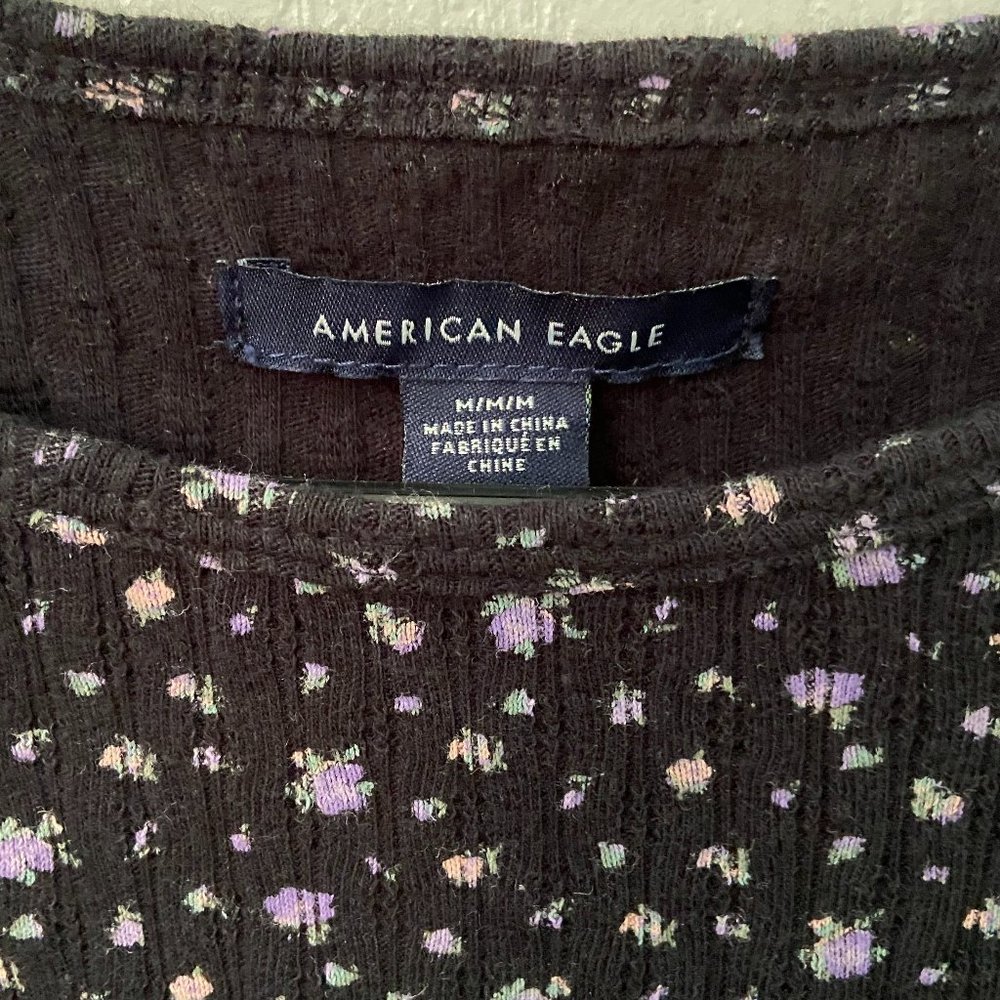 AMERICAN EAGLE
M/M/M
MADE IN CHINA
FABRIQUÉ EN
CHINE